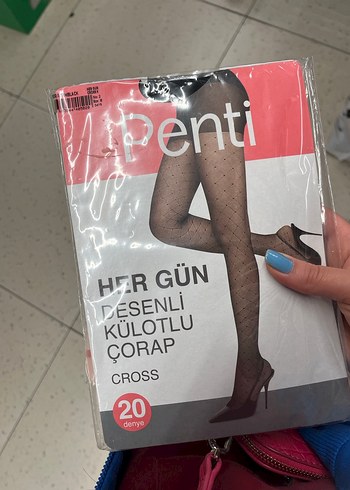 penti
HER GÜN
DESENLİ
KÜLOTLU
ÇORAP
CROSS
20
denye